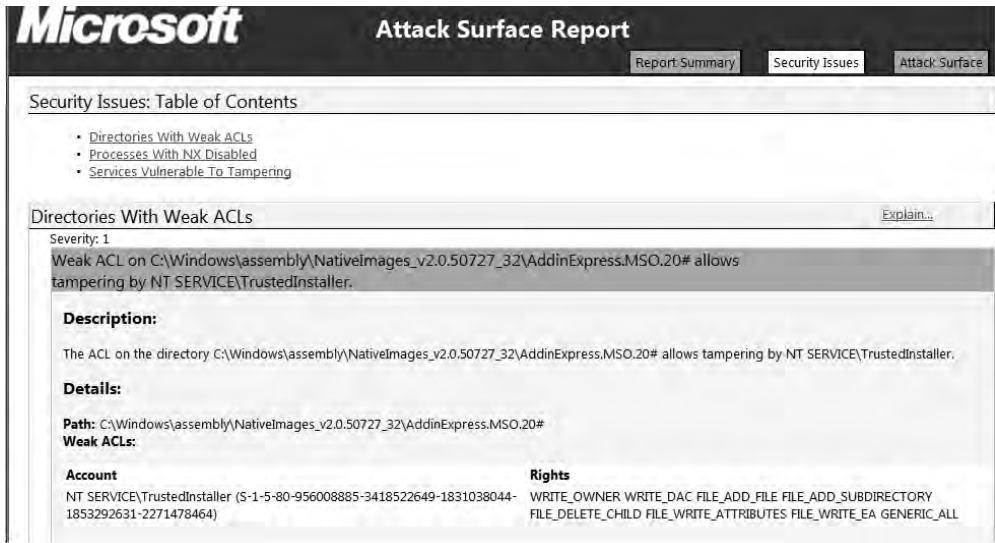 Microsoft
Attack Surface Report
Report Summary
Security Issues
Attack Surface
Security Issues: Table of Contents
• Directories With Weak ACLs
• Processes With NX Disabled
• Services Vulnerable To Tampering
Directories With Weak ACLs
Explain...
Severity: 1
Weak ACL on C:\Windows\assembly\NativeImages_v2.0.50727_32\AddinExpress.MSO.20# allows
tampering by NT SERVICE\TrustedInstaller.
Description:
The ACL on the directory C:\Windows\assembly\NativeImages_v2.0.50727_32\AddinExpress.MSO.20# allows tampering by NT SERVICE\TrustedInstaller.
Details:
Path: C:\Windows\assembly\NativeImages_v2.0.50727_32\AddinExpress.MSO.20#
Weak ACLs:
Account
Rights
NT SERVICE\TrustedInstaller (S-1-5-80-956008885-3418522649-1831038044-
1853292631-2271478464)
WRITE_OWNER WRITE_DAC FILE_ADD_FILE FILE_ADD_SUBDIRECTORY
FILE_DELETE_CHILD FILE_WRITE_ATTRIBUTES FILE_WRITE_EA GENERIC_ALL